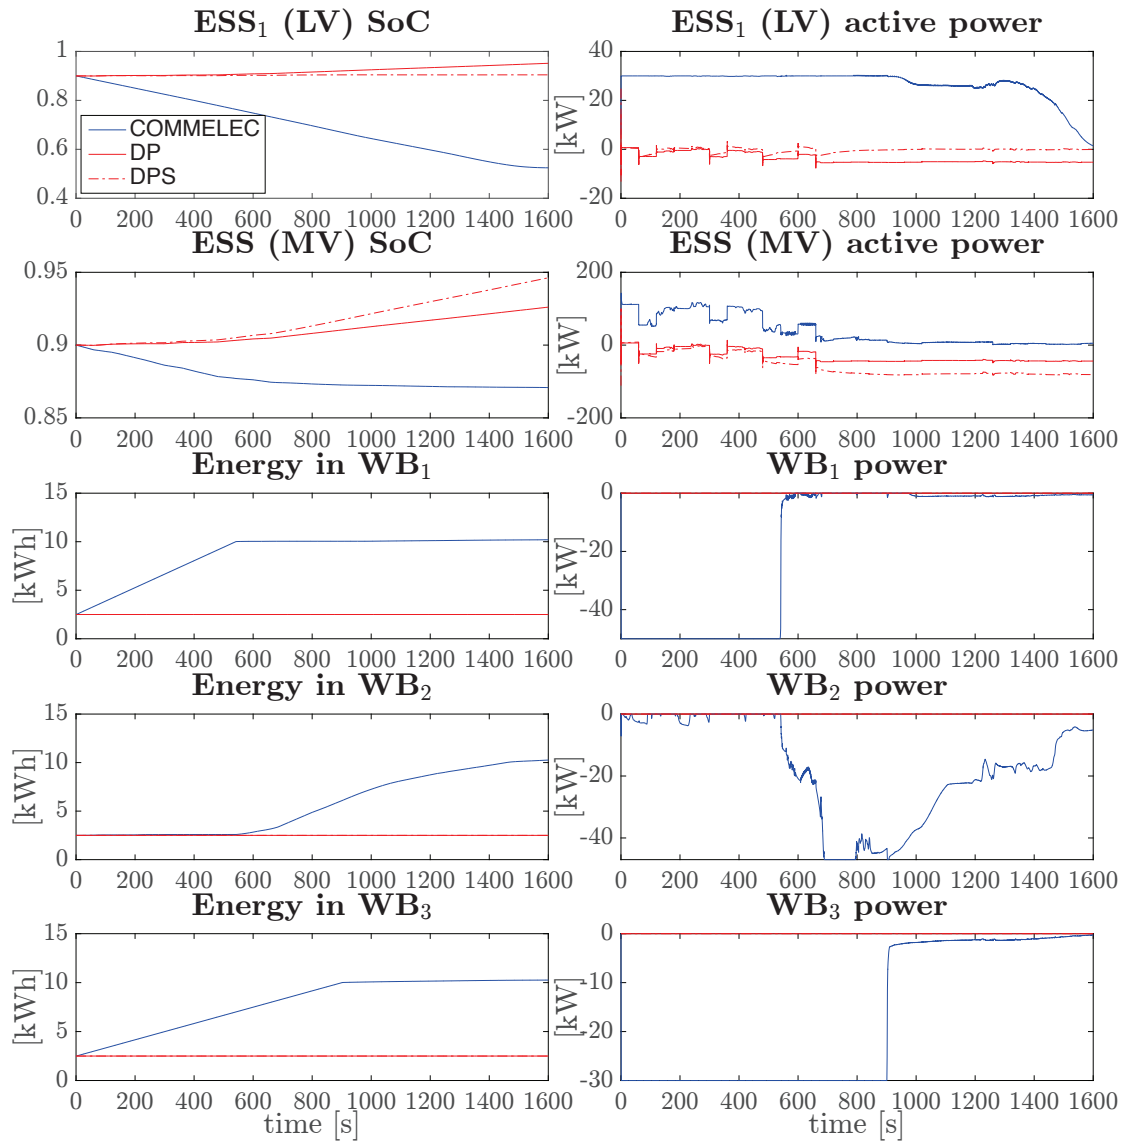 ESS₁ (LV) SoC
ESS₁ (LV) active power
1
0.8
0.6
0.4
COMMELEC
DP
DPS
0 200 400 600 800 1000 1200 1400 1600
[kW]
40
20
0
-20
0 200 400 600 800 1000 1200 1400 1600
ESS (MV) SoC
ESS (MV) active power
0.95
0.9
0.85
0 200 400 600 800 1000 1200 1400 1600
[kW]
200
0
-200
0 200 400 600 800 1000 1200 1400 1600
Energy in WB₁
WB₁ power
[kWh]
15
10
5
0
0 200 400 600 800 1000 1200 1400 1600
[kW]
0
-20
-40
0 200 400 600 800 1000 1200 1400 1600
Energy in WB₂
WB₂ power
[kWh]
15
10
5
0
0 200 400 600 800 1000 1200 1400 1600
[kW]
0
-20
-40
0 200 400 600 800 1000 1200 1400 1600
Energy in WB₃
WB₃ power
[kWh]
15
10
5
0
0 200 400 600 800 1000 1200 1400 1600
time [s]
[kW]
0
-10
-20
-30
0 200 400 600 800 1000 1200 1400 1600
time [s]